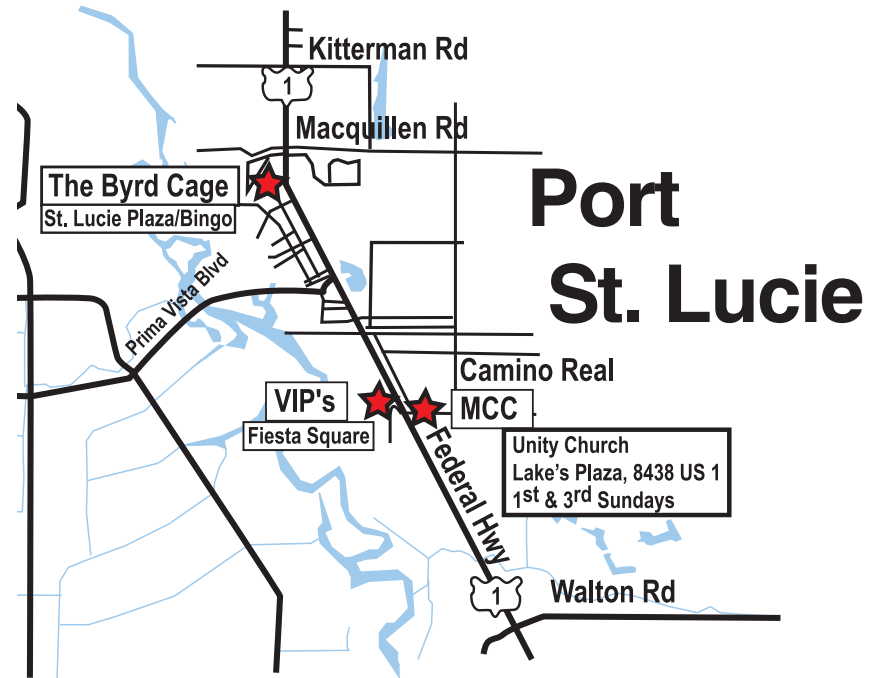 Kitterman Rd
1
Macquillen Rd
The Byrd Cage
St. Lucie Plaza/Bingo
Port
St. Lucie
Prima Vista Blvd
Camino Real
VIP's
MCC
Fiesta Square
Federal Hwy
Unity Church
Lake's Plaza, 8438 US 1
1st & 3rd Sundays
1
Walton Rd